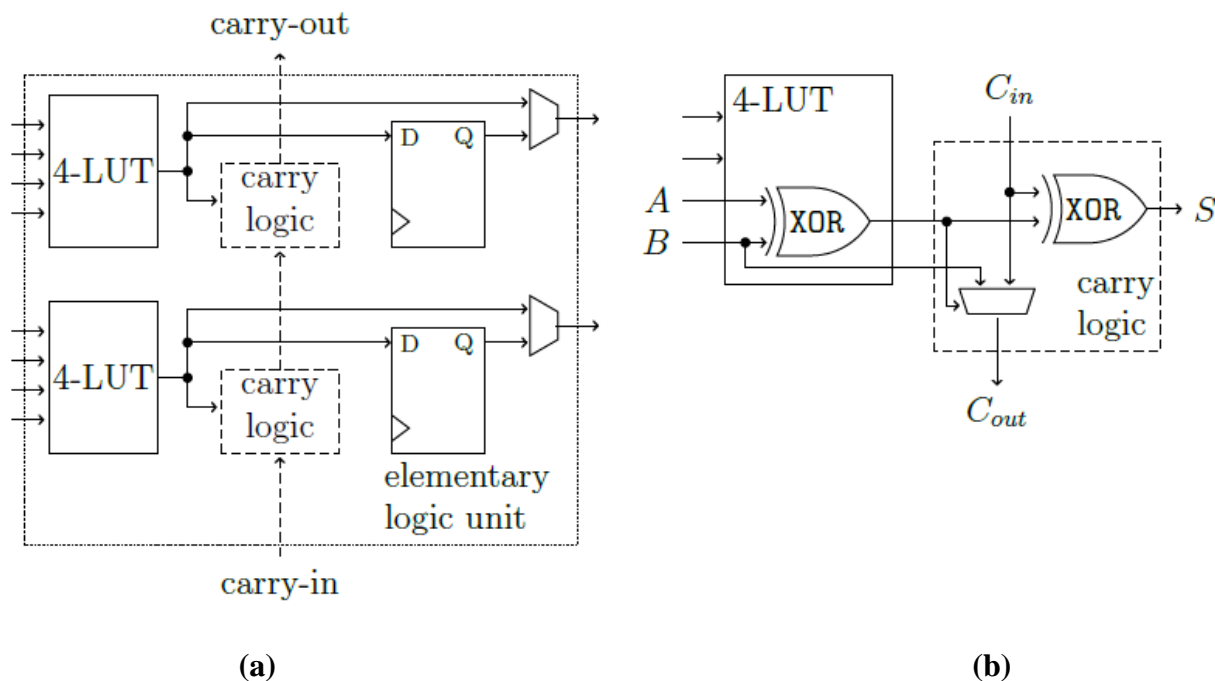 carry-out
4-LUT
D
Q
carry
logic
4-LUT
D
Q
carry
logic
elementary
logic unit
carry-in
(a)
4-LUT
C_in
A
B
XOR
XOR
S
carry
logic
C_out
(b)